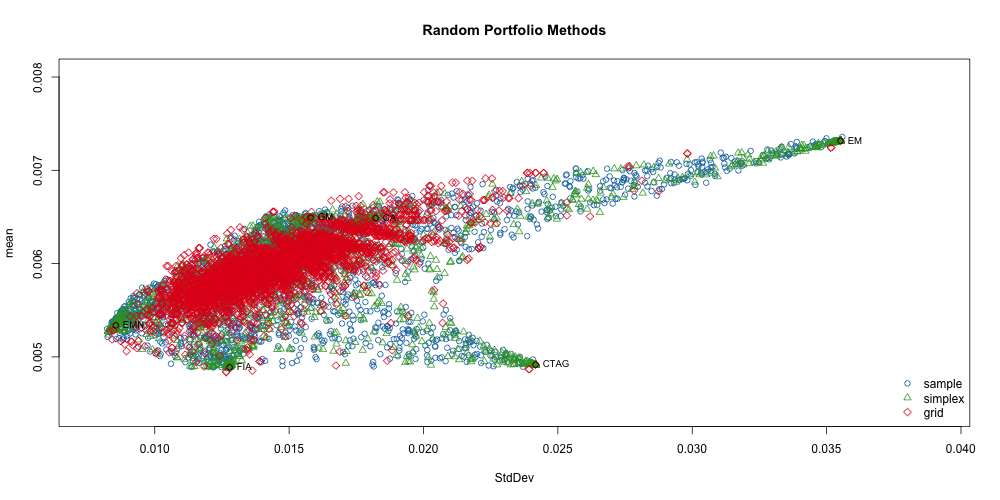 Random Portfolio Methods
mean
0.008
0.007
0.006
0.005
EM
GM
CA
EMN
FIA
CTAG
sample
simplex
grid
0.010
0.015
0.020
0.025
0.030
0.035
0.040
StdDev